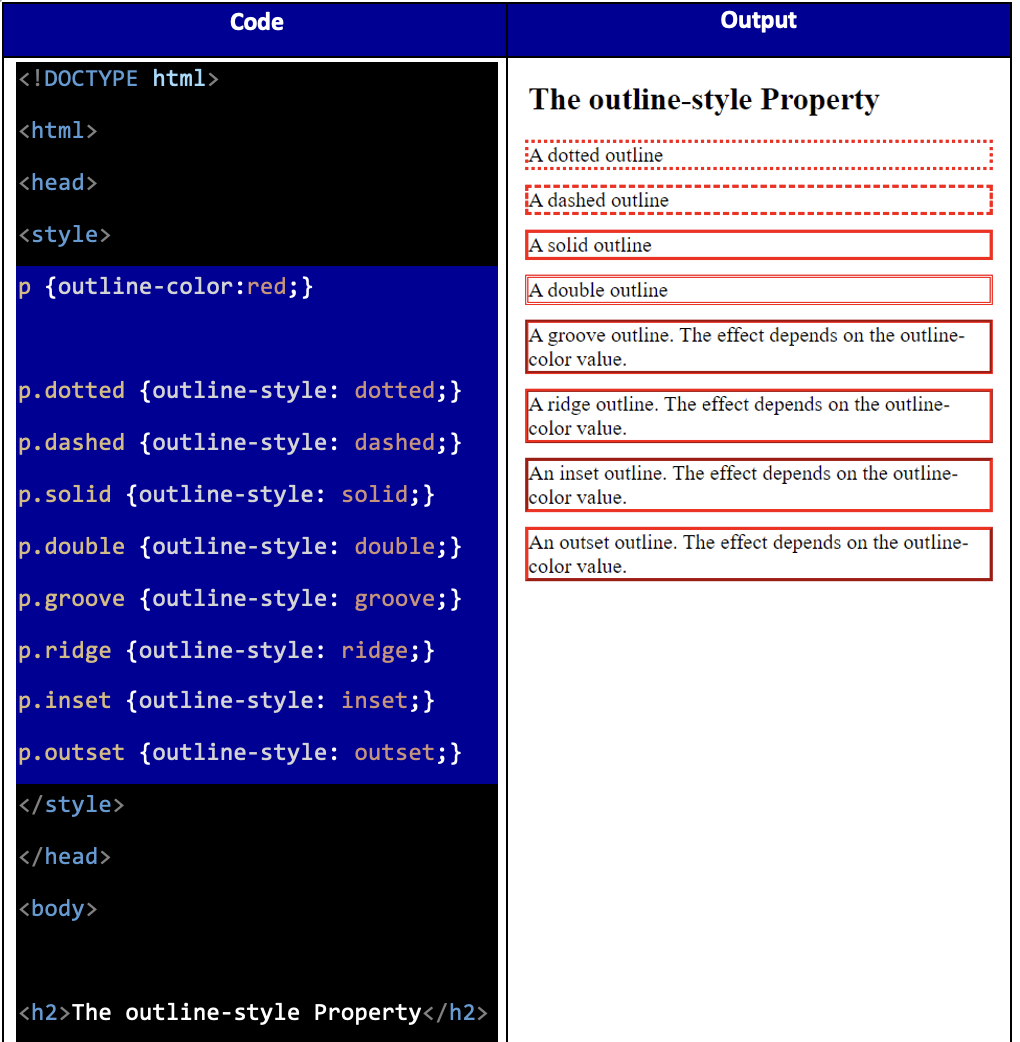 Code
<!DOCTYPE html>
<html>
<head>
<style>
p {outline-color:red;}
p.dotted {outline-style: dotted;}
p.dashed {outline-style: dashed;}
p.solid {outline-style: solid;}
p.double {outline-style: double;}
p.groove {outline-style: groove;}
p.ridge {outline-style: ridge;}
p.inset {outline-style: inset;}
p.outset {outline-style: outset;}
</style>
</head>
<body>
<h2>The outline-style Property</h2>
Output
The outline-style Property
A dotted outline
A dashed outline
A solid outline
A double outline
A groove outline. The effect depends on the outline-
color value.
A ridge outline. The effect depends on the outline-
color value.
An inset outline. The effect depends on the outline-
color value.
An outset outline. The effect depends on the outline-
color value.